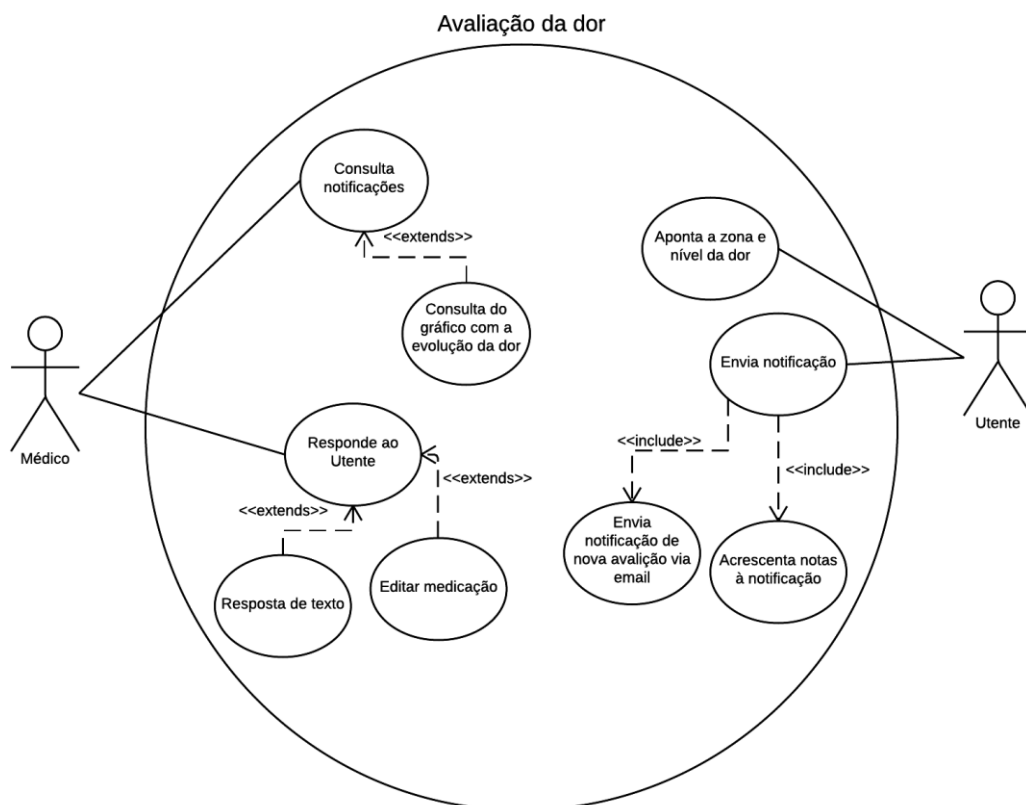 Avaliação da dor
Consulta
notificações
<<extends>>
Consulta do
gráfico com a
evolução da dor
Aponta a zona e
nível da dor
Envia notificação
Médico
Utente
Responde ao
Utente
<<extends>>
<<extends>>
Resposta de texto
Editar medicação
<<include>>
<<include>>
Envia
notificação de
nova avalição via
email
Acrescenta notas
à notificação